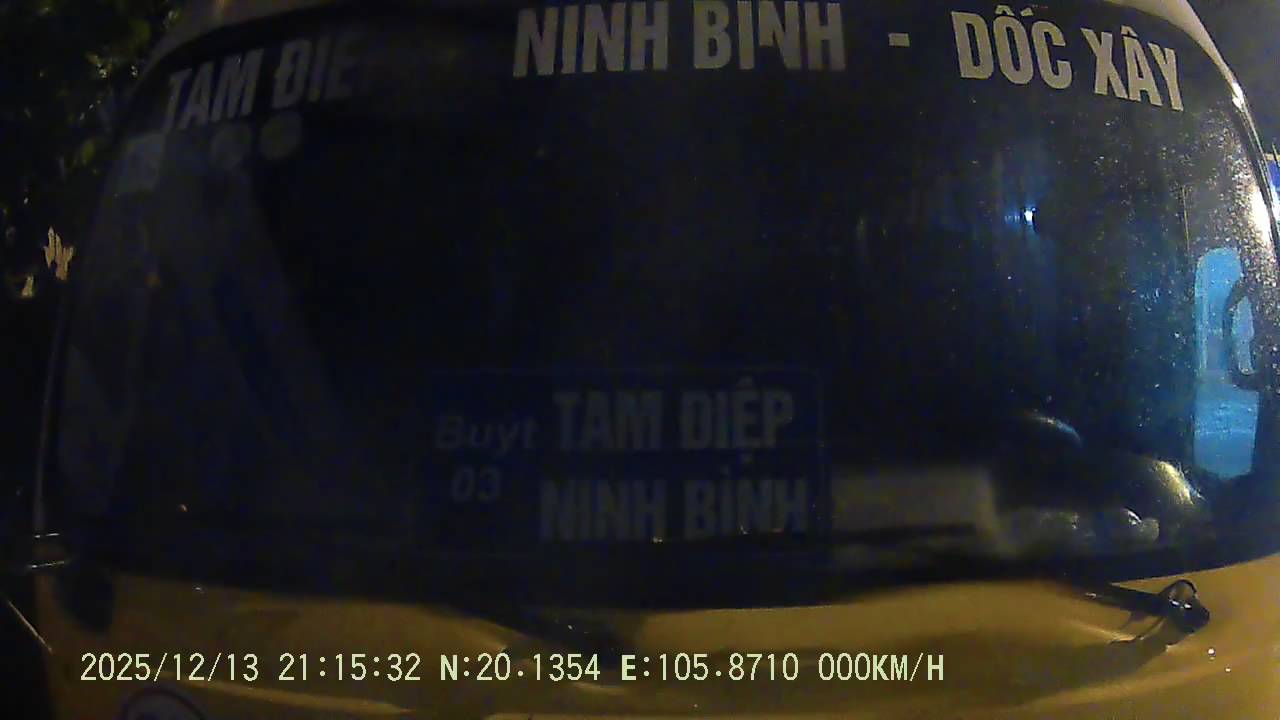 TAM ĐIỆ NINH BÌNH - DỐC XÂY
Buyt TAM ĐIỆP
03 NINH BÌNH
2025/12/13 21:15:32 N:20.1354 E:105.8710 000KM/H